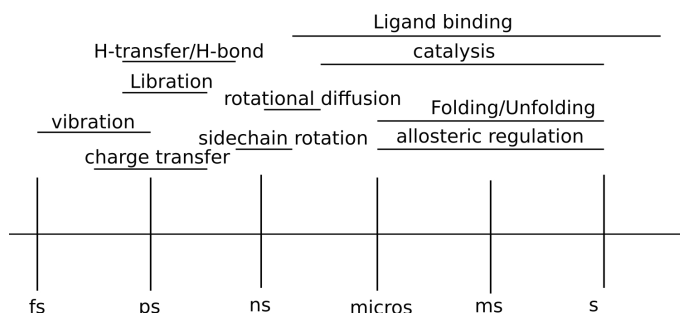 Ligand binding
H-transfer/H-bond
catalysis
Libration
rotational diffusion
Folding/Unfolding
vibration
sidechain rotation
allosteric regulation
charge transfer
fs ps ns micros ms s